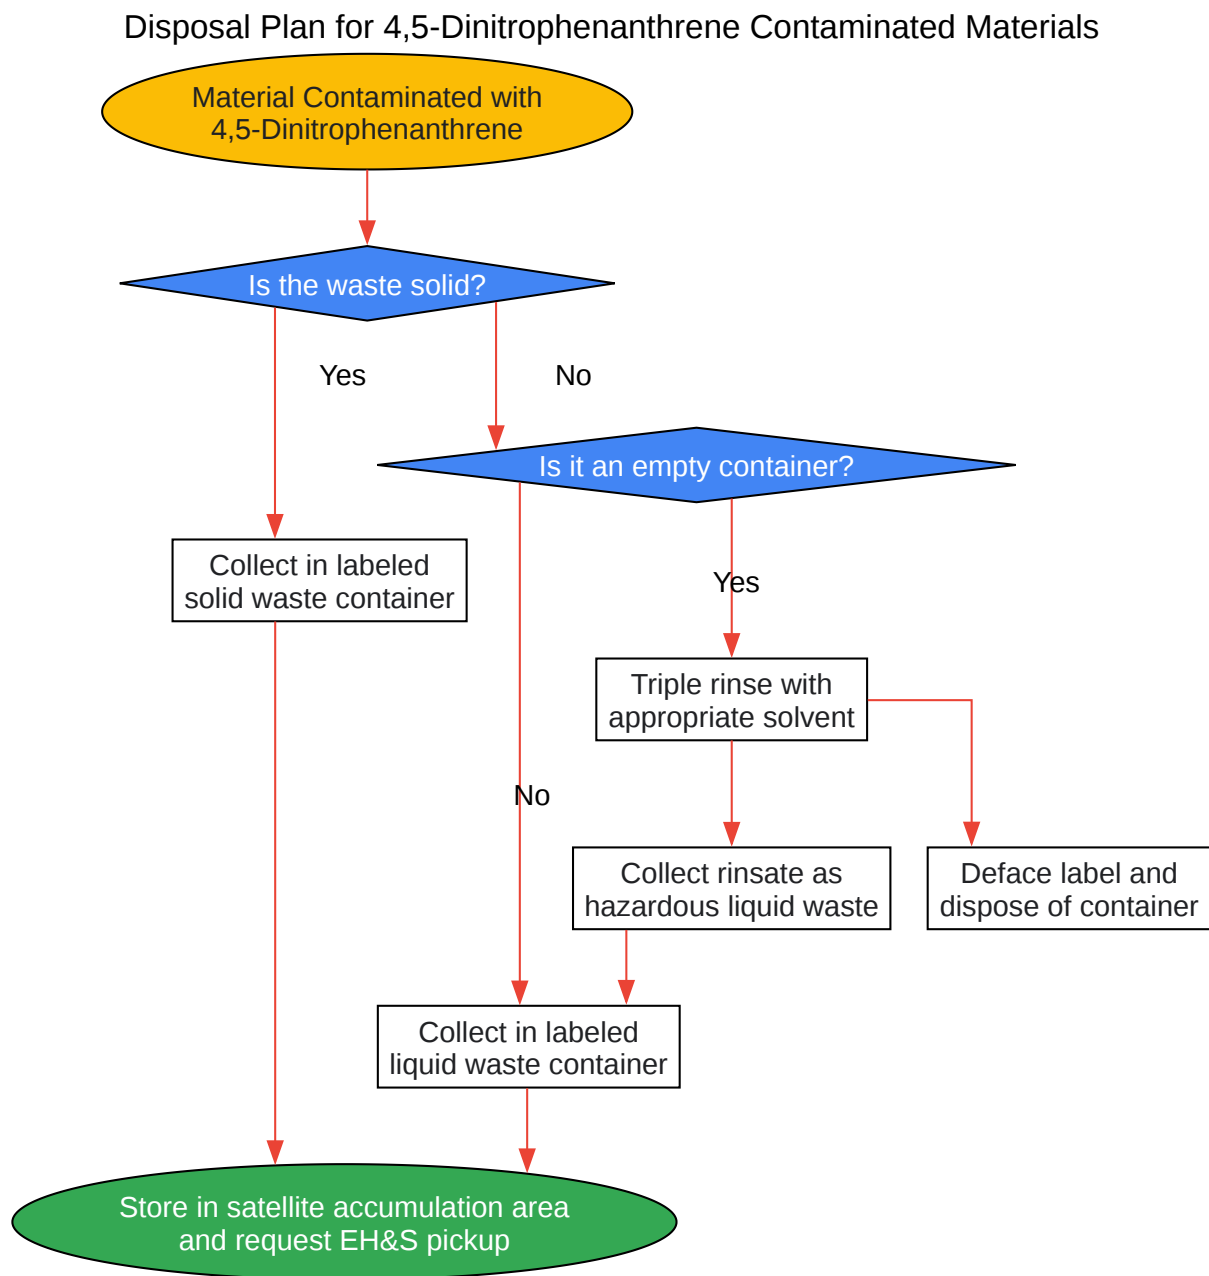 Disposal Plan for 4,5-Dinitrophenanthrene Contaminated Materials
Material Contaminated with
4,5-Dinitrophenanthrene
Is the waste solid?
Yes
No
Is it an empty container?
Collect in labeled
solid waste container
Yes
Triple rinse with
appropriate solvent
No
Collect rinsate as
hazardous liquid waste
Deface label and
dispose of container
Collect in labeled
liquid waste container
Store in satellite accumulation area
and request EH&S pickup